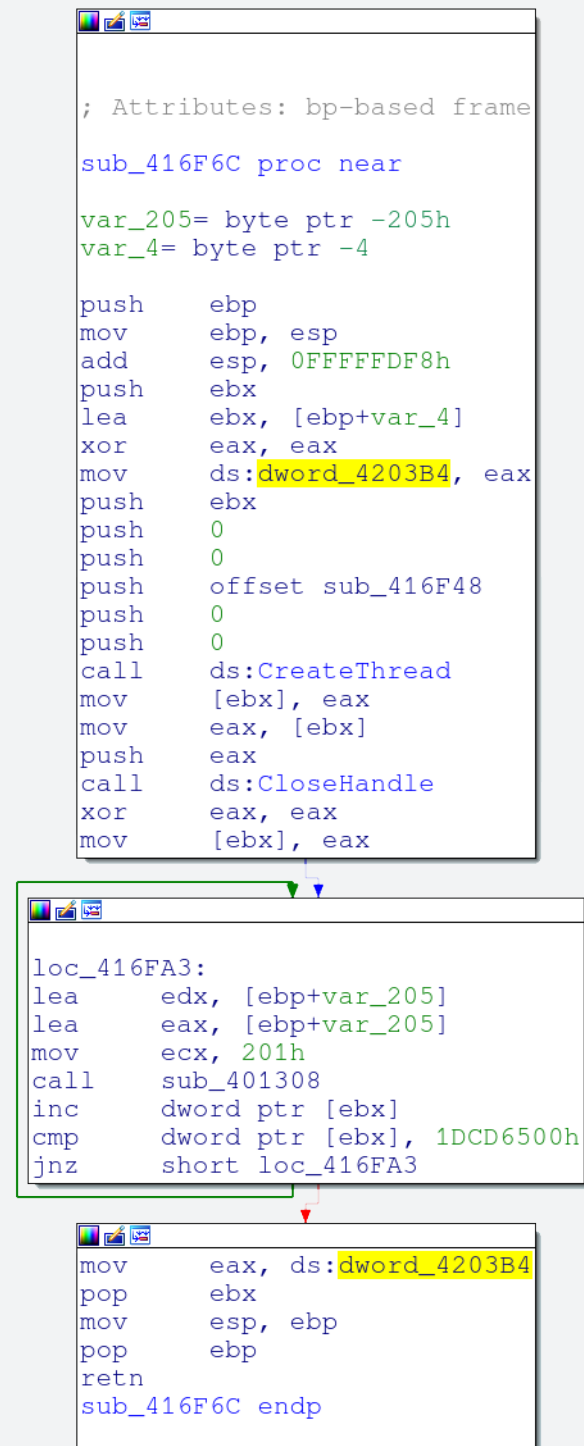 ; Attributes: bp-based frame
sub_416F6C proc near
var_205= byte ptr -205h
var_4= byte ptr -4
push ebp
mov ebp, esp
add esp, 0FFFFFDF8h
push ebx
lea ebx, [ebp+var_4]
xor eax, eax
mov ds:dword_4203B4, eax
push ebx
push 0
push 0
push offset sub_416F48
push 0
push 0
call ds:CreateThread
mov [ebx], eax
mov eax, [ebx]
push eax
call ds:CloseHandle
xor eax, eax
mov [ebx], eax
loc_416FA3:
lea edx, [ebp+var_205]
lea eax, [ebp+var_205]
mov ecx, 201h
call sub_401308
inc dword ptr [ebx]
cmp dword ptr [ebx], 1DCD6500h
jnz short loc_416FA3
mov eax, ds:dword_4203B4
pop ebx
mov esp, ebp
pop ebp
retn
sub_416F6C endp